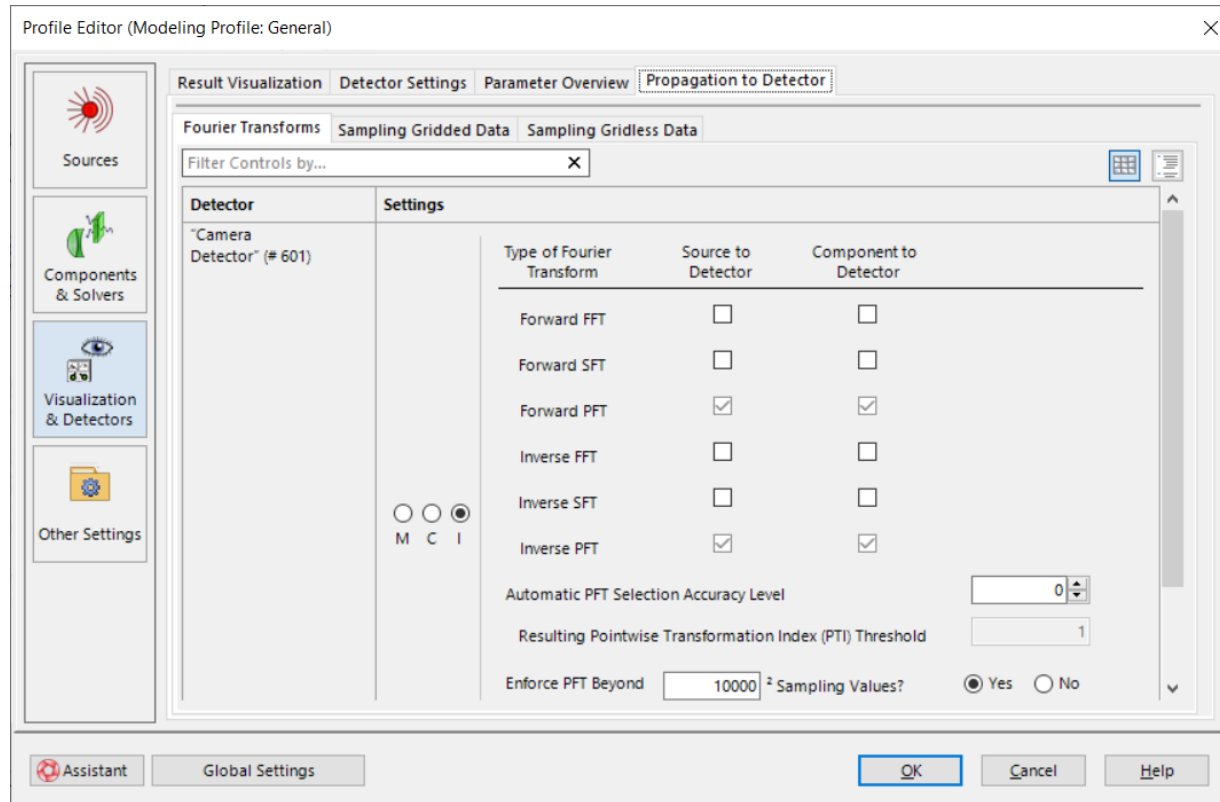 Profile Editor (Modeling Profile: General)
Sources
Components
& Solvers
Visualization
& Detectors
Other Settings
Result Visualization Detector Settings Parameter Overview Propagation to Detector
Fourier Transforms Sampling Gridded Data Sampling Gridless Data
Filter Controls by...
Detector Settings
"Camera
Detector" (# 601)
M C I
Type of Fourier Source to Component to
Transform Detector Detector
Forward FFT
Forward SFT
Forward PFT
Inverse FFT
Inverse SFT
Inverse PFT
Automatic PFT Selection Accuracy Level 0
Resulting Pointwise Transformation Index (PTI) Threshold 1
Enforce PFT Beyond 10000 ² Sampling Values? Yes No
Assistant Global Settings OK Cancel Help